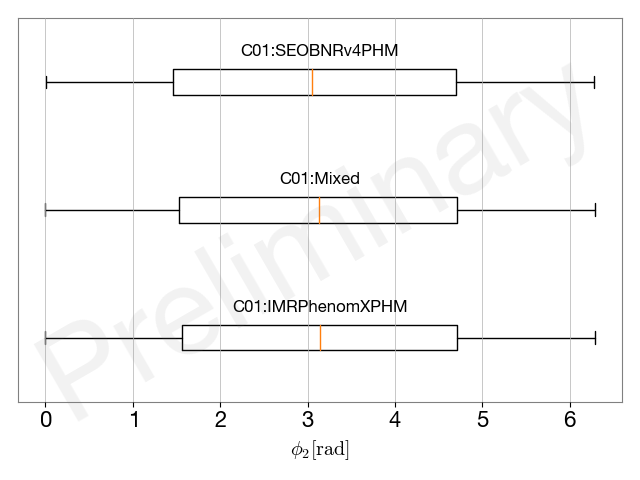 C01:SEOBNRv4PHM
C01:Mixed
C01:IMRPhenomXPHM
Preliminary
0 1 2 3 4 5 6
ϕ₂[rad]